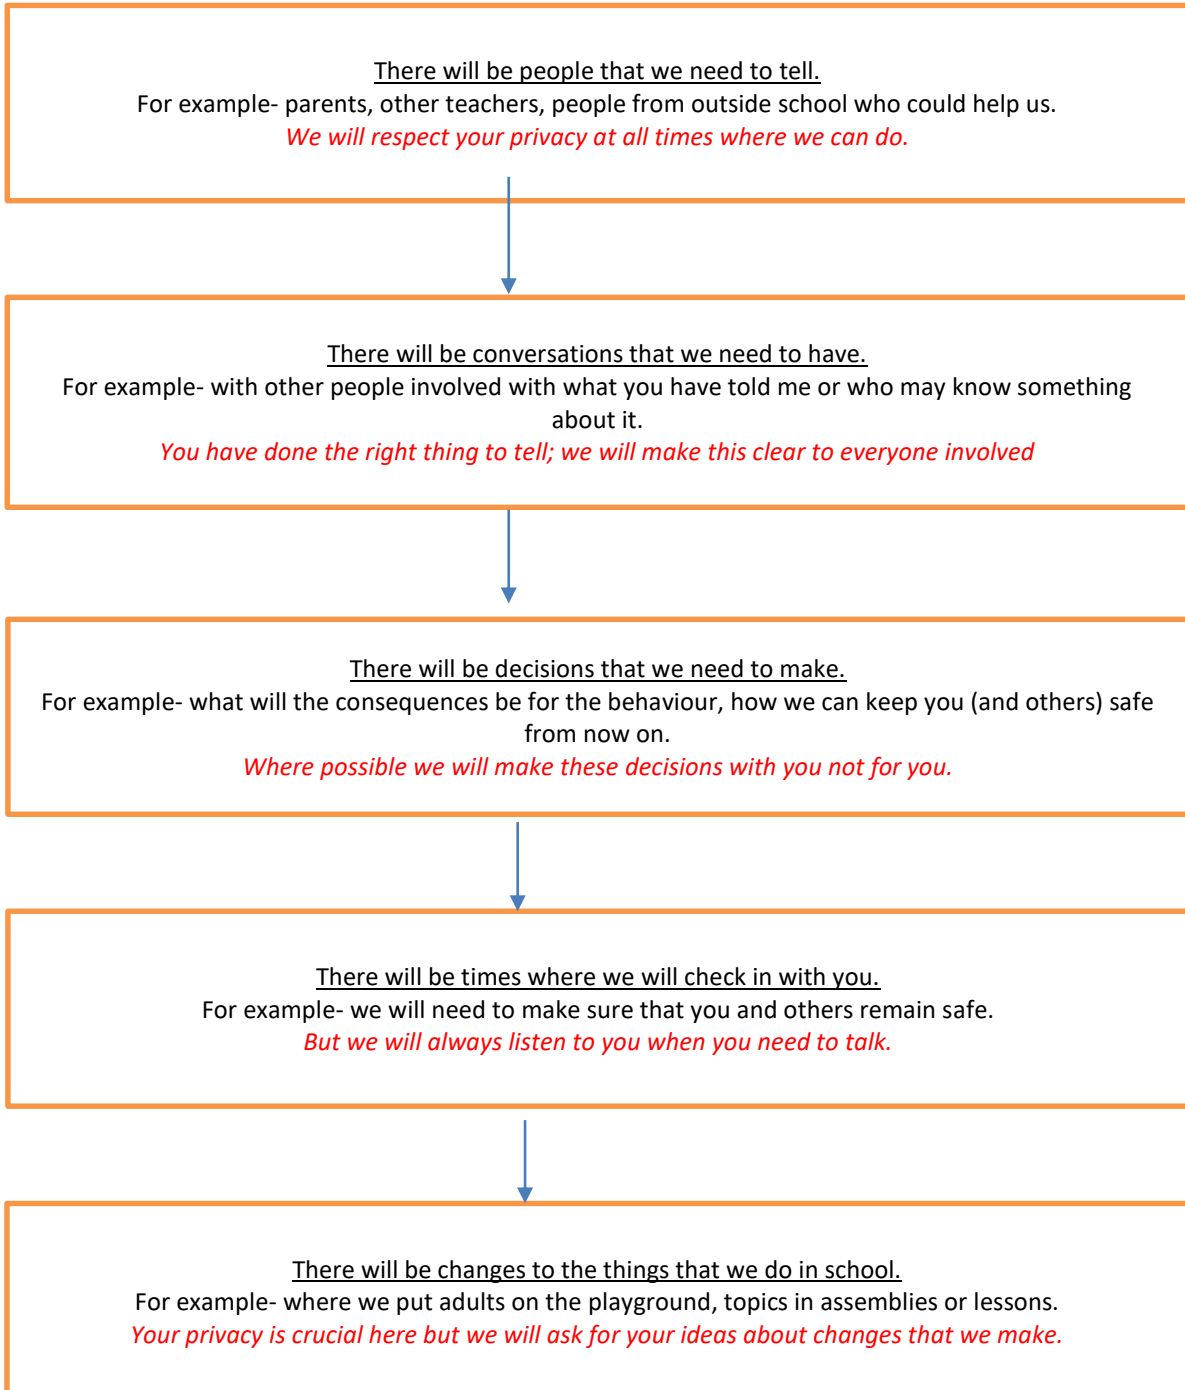 There will be people that we need to tell.
For example- parents, other teachers, people from outside school who could help us.
We will respect your privacy at all times where we can do.
There will be conversations that we need to have.
For example- with other people involved with what you have told me or who may know something
about it.
You have done the right thing to tell; we will make this clear to everyone involved
There will be decisions that we need to make.
For example- what will the consequences be for the behaviour, how we can keep you (and others) safe
from now on.
Where possible we will make these decisions with you not for you.
There will be times where we will check in with you.
For example- we will need to make sure that you and others remain safe.
But we will always listen to you when you need to talk.
There will be changes to the things that we do in school.
For example- where we put adults on the playground, topics in assemblies or lessons.
Your privacy is crucial here but we will ask for your ideas about changes that we make.